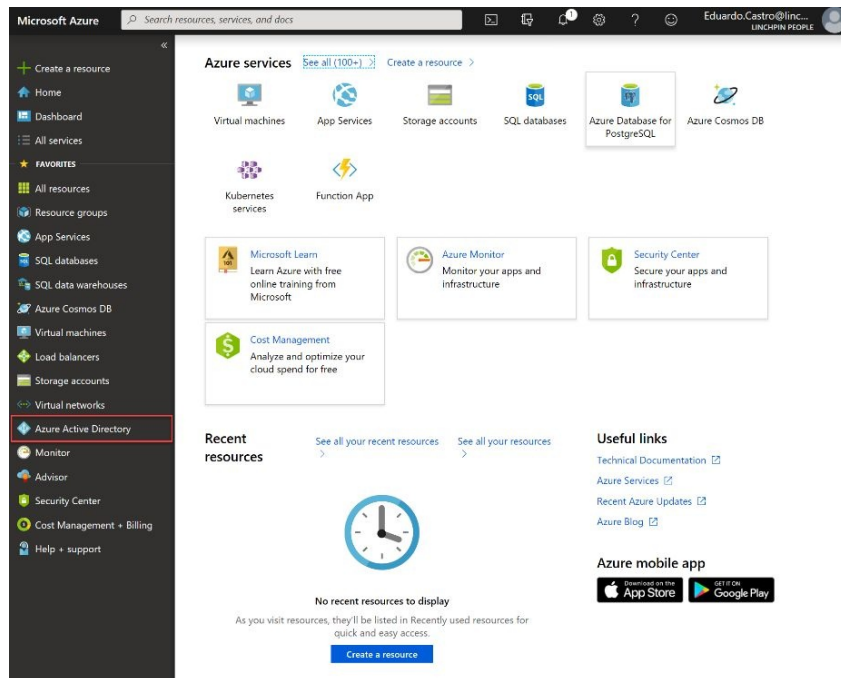 Microsoft Azure
Search resources, services, and docs
1
Eduardo.Castro@linc...
LINCHPIN PEOPLE
«
Create a resource
Home
Dashboard
All services
FAVORITES
All resources
Resource groups
App Services
SQL databases
SQL data warehouses
Azure Cosmos DB
Virtual machines
Load balancers
Storage accounts
Virtual networks
Azure Active Directory
Monitor
Advisor
Security Center
Cost Management + Billing
Help + support
Azure services See all (100+) > Create a resource >
Virtual machines
App Services
Storage accounts
SQL
SQL databases
Azure Database for
PostgreSQL
Azure Cosmos DB
Kubernetes
services
Function App
101
Microsoft Learn
Learn Azure with free
online training from
Microsoft
Azure Monitor
Monitor your apps and
infrastructure
Security Center
Secure your apps and
infrastructure
Cost Management
Analyze and optimize your
cloud spend for free
Recent
resources
See all your recent resources
>
See all your resources
>
No recent resources to display
As you visit resources, they'll be listed in Recently used resources for
quick and easy access.
Create a resource
Useful links
Technical Documentation
Azure Services
Recent Azure Updates
Azure Blog
Azure mobile app
Download on the
App Store
GET IT ON
Google Play